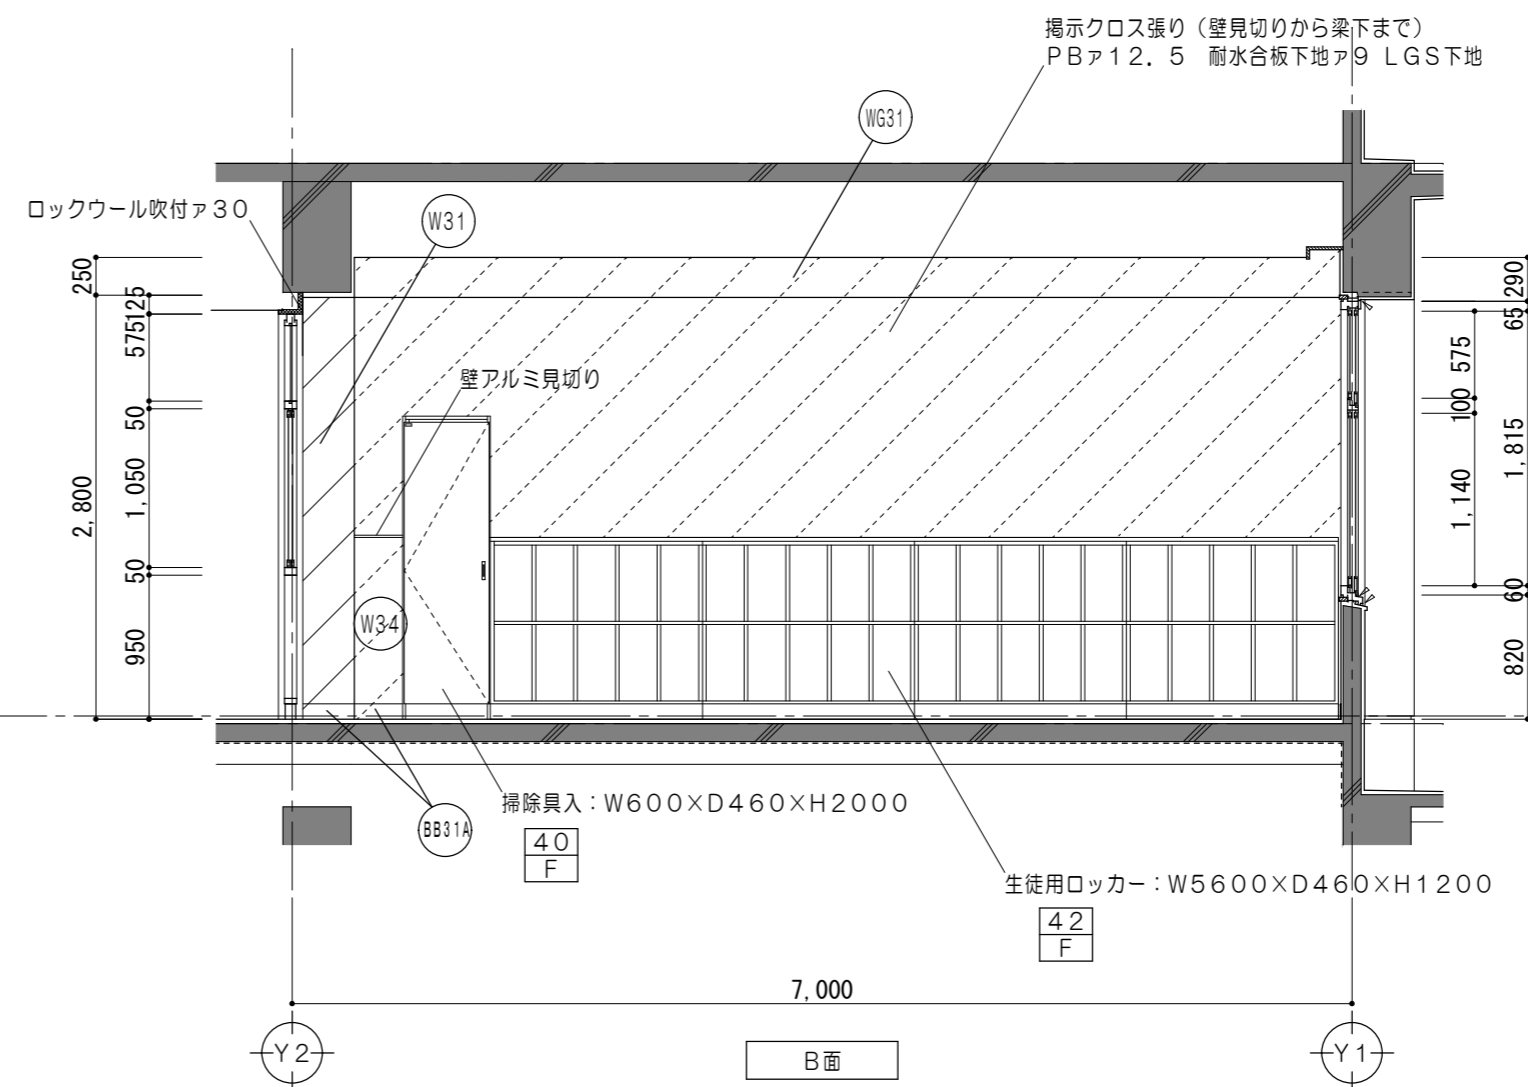 掲示クロス張り（壁見切りから梁下まで）
PBァ12．5　耐水合板下地ァ9 LGS下地
WG31
ロックウール吹付ァ30
W31
250
125
575
50
1,050
50
950
2,800
壁アルミ見切り
W34
290
65
575
100
1,815
1,140
60
820
掃除具入：W600×D460×H2000
BB31A
40
F
生徒用ロッカー：W5600×D460×H1200
42
F
7,000
Y2
B面
Y1